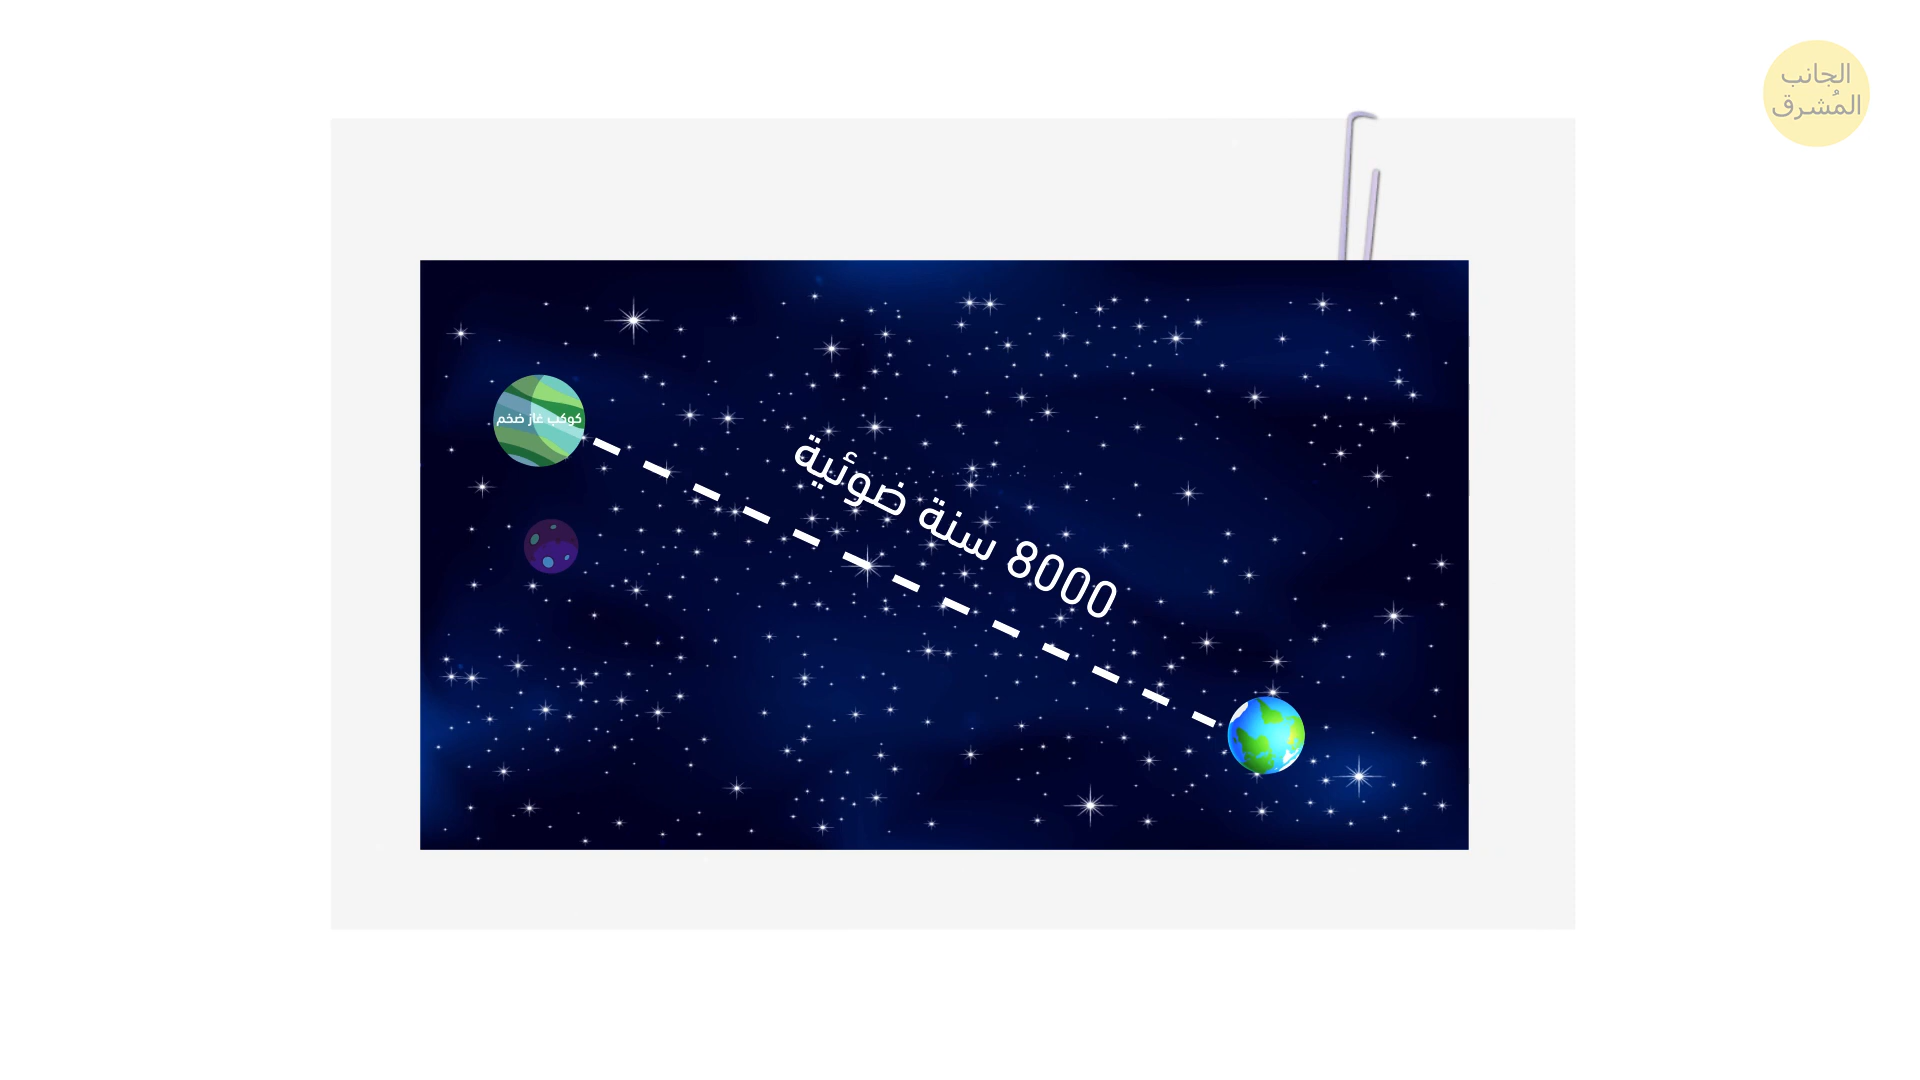 الجانب
المُشرق
كوكب غاز ضخم
8000 سنة ضوئية